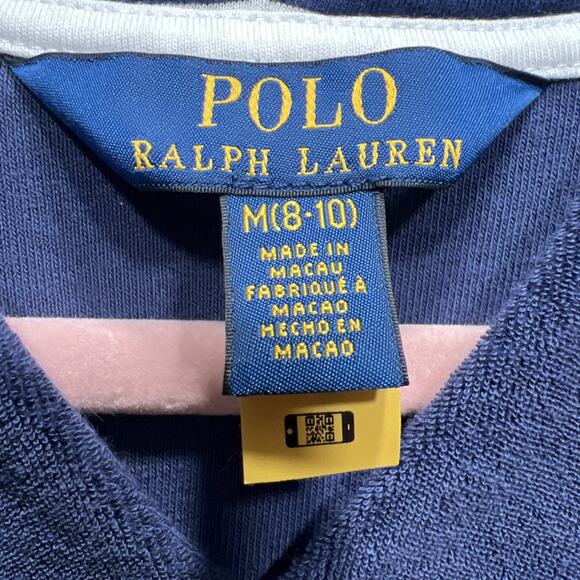 POLO
RALPH LAUREN
M(8-10)
MADE IN
MACAU
FABRIQUÉ À
MACAO
HECHO EN
MACAO